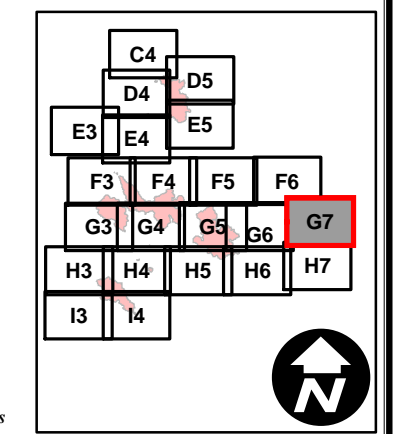 C4
D4 D5
E3 E4 E5
F3 F4 F5 F6
G3 G4 G5 G6 G7
H3 H4 H5 H6 H7
I3 I4
N
s